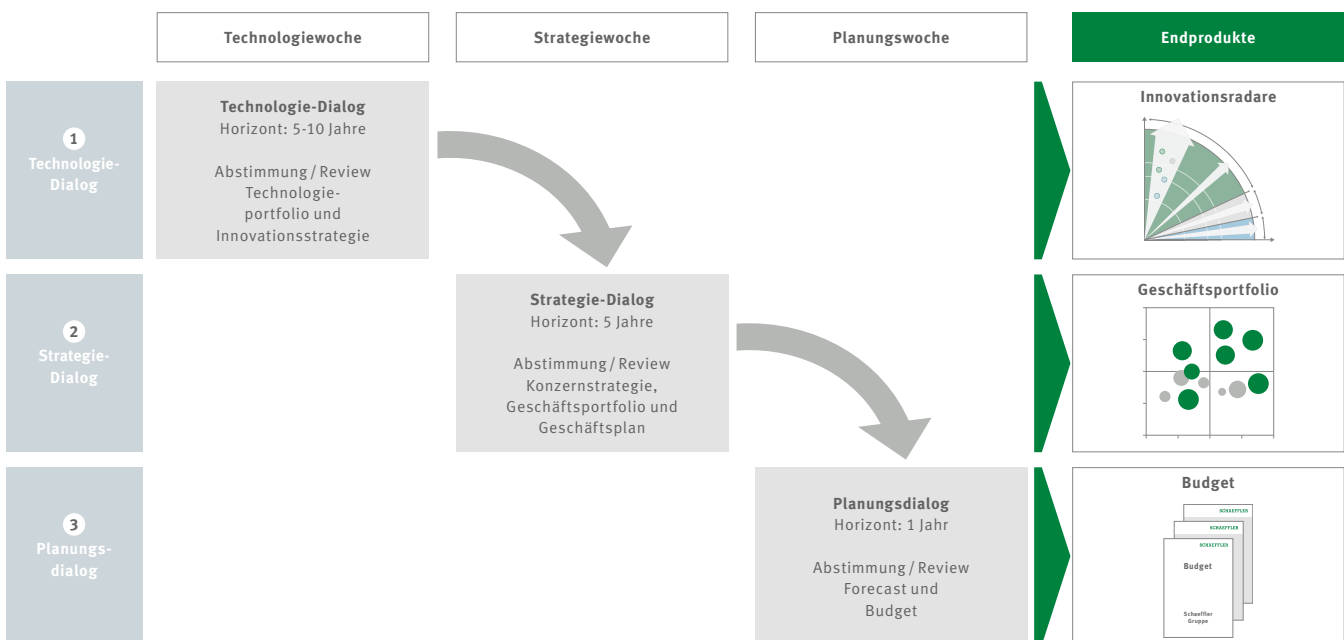 Technologiewoche
Strategiewoche
Planungswoche
Endprodukte
1
Technologie-
Dialog
Technologie-Dialog
Horizont: 5-10 Jahre
Abstimmung / Review
Technologie-
portfolio und
Innovationsstrategie
Innovationsradare
2
Strategie-
Dialog
Strategie-Dialog
Horizont: 5 Jahre
Abstimmung / Review
Konzernstrategie,
Geschäftsportfolio und
Geschäftsplan
Geschäftsportfolio
3
Planungs-
dialog
Planungsdialog
Horizont: 1 Jahr
Abstimmung / Review
Forecast und
Budget
Budget
SCHAEFFLER
SCHAEFFLER
SCHAEFFLER
Budget
Schaeffler
Gruppe